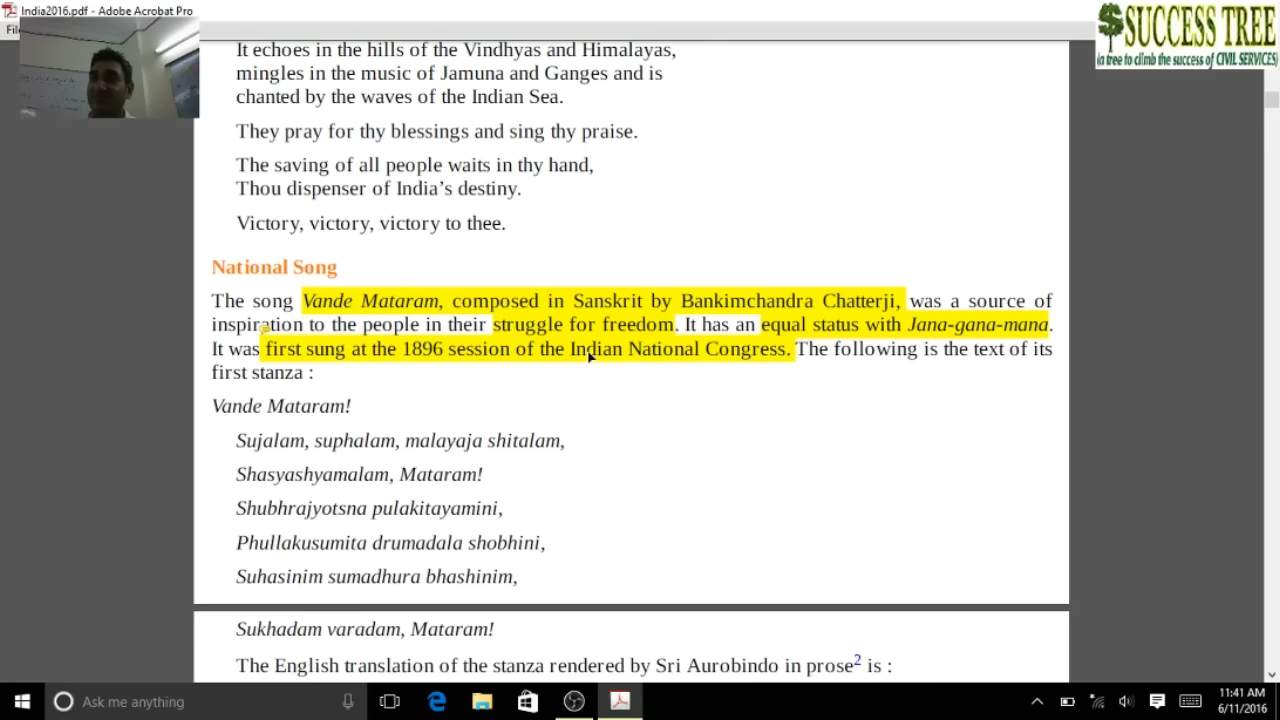 India2016.pdf - Adobe Acrobat Pro
SUCCESS TREE
(a tree to climb the success of CIVIL SERVICES)
It echoes in the hills of the Vindhyas and Himalayas,
mingles in the music of Jamuna and Ganges and is
chanted by the waves of the Indian Sea.
They pray for thy blessings and sing thy praise.
The saving of all people waits in thy hand,
Thou dispenser of India’s destiny.
Victory, victory, victory to thee.
National Song
The song Vande Mataram, composed in Sanskrit by Bankimchandra Chatterji, was a source of
inspiration to the people in their struggle for freedom. It has an equal status with Jana-gana-mana.
It was first sung at the 1896 session of the Indian National Congress. The following is the text of its
first stanza :
Vande Mataram!
Sujalam, suphalam, malayaja shitalam,
Shasyashyamalam, Mataram!
Shubhrajyotsna pulakitayamini,
Phullakusumita drumadala shobhini,
Suhasinim sumadhura bhashinim,
Sukhadam varadam, Mataram!
The English translation of the stanza rendered by Sri Aurobindo in prose2 is :
Ask me anything
11:41 AM
6/11/2016